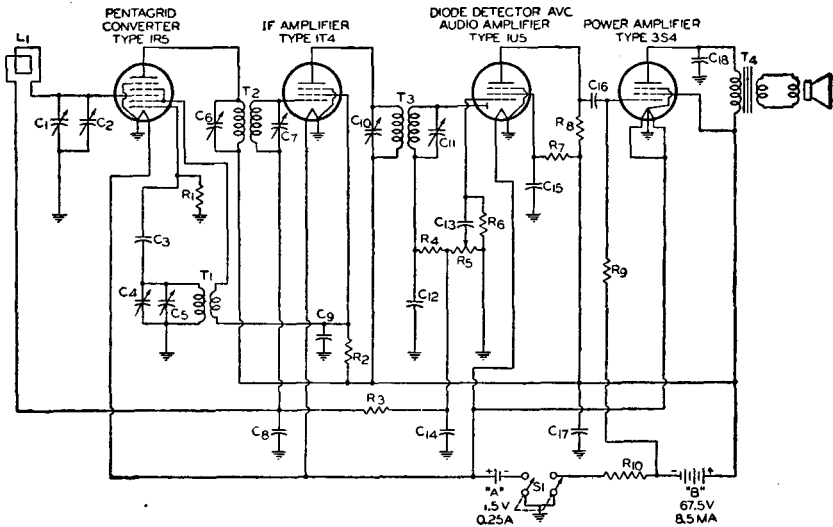 PENTAGRID
CONVERTER
TYPE 1R5
IF AMPLIFIER
TYPE 1T4
DIODE DETECTOR AVC
AUDIO AMPLIFIER
TYPE 1U5
POWER AMPLIFIER
TYPE 3S4
L1
C18
T4
T2
T3
C16
C1
C2
C6
C7
C10
C11
R8
R7
R1
C15
C13
R6
C3
R4
R5
R9
T1
C4
C5
C12
C9
R2
R3
C8
C14
C17
+ -
"A"
1.5V
0.25A
S1
R10
- +
"B"
67.5V
8.5MA